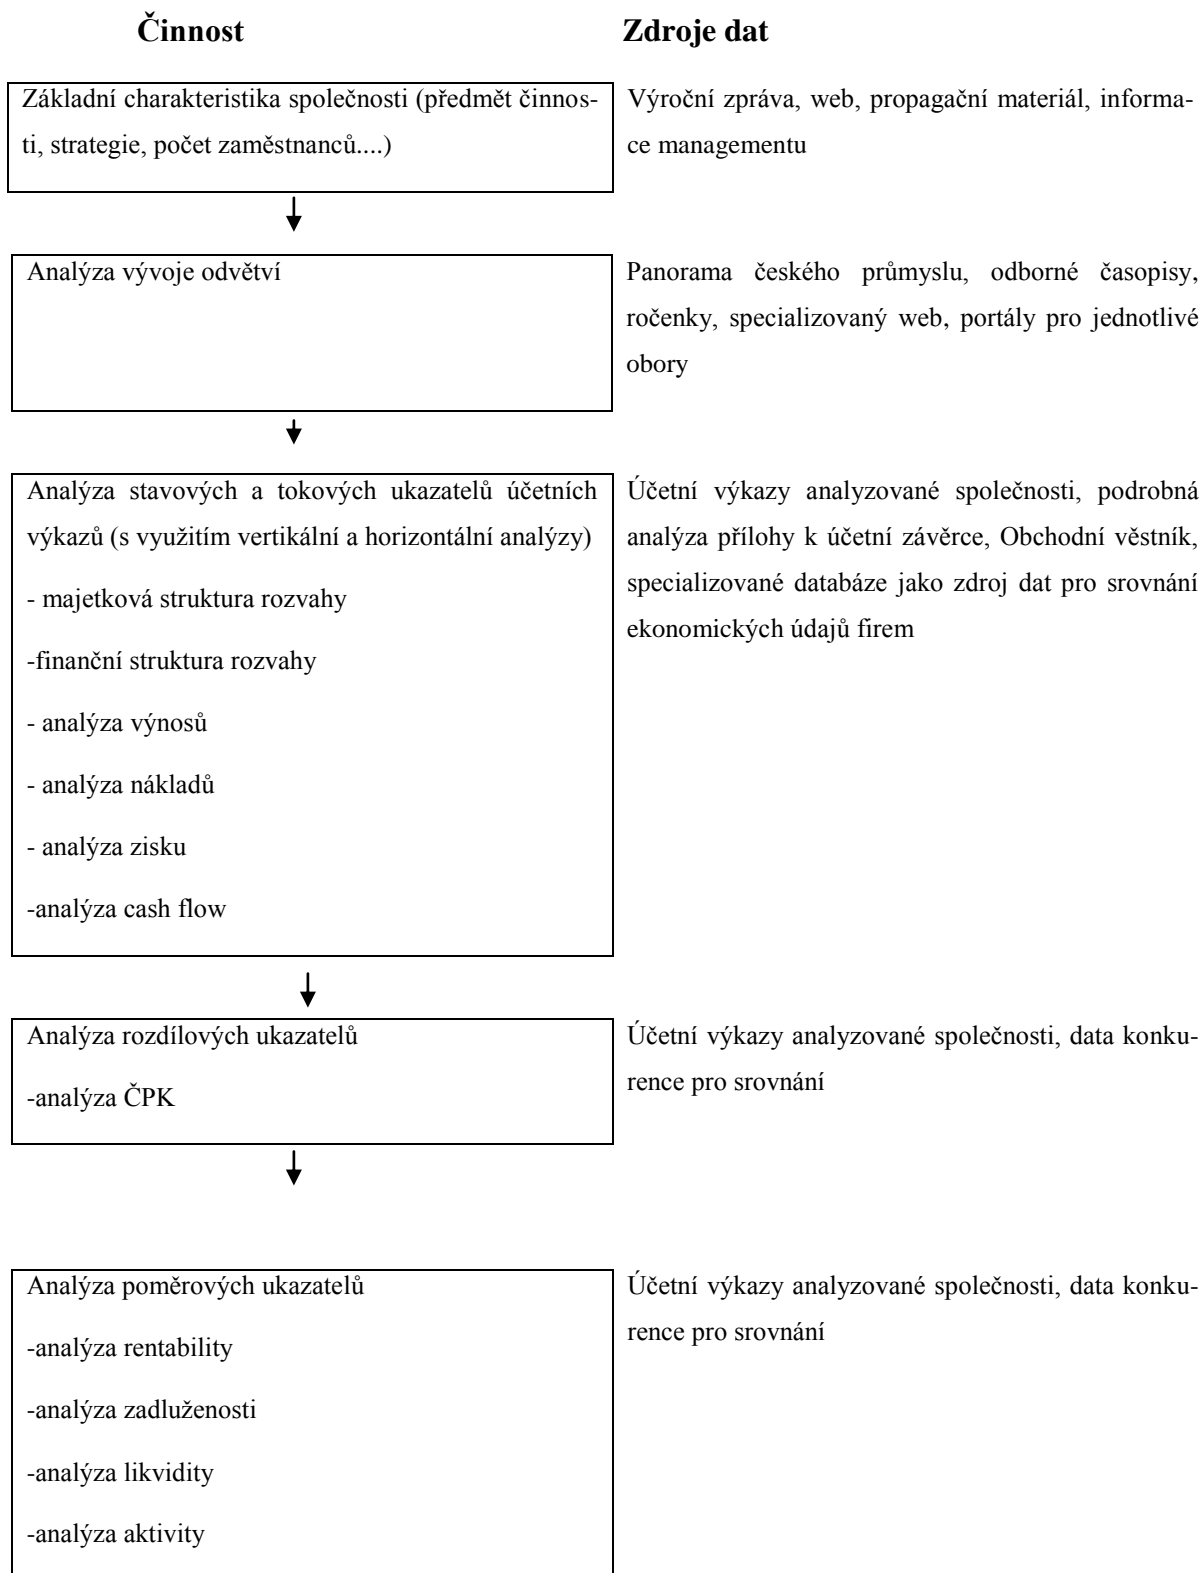 Činnost
Zdroje dat
Základní charakteristika společnosti (předmět činnos-
ti, strategie, počet zaměstnanců....)
Výroční zpráva, web, propagační materiál, informa-
ce managementu
Analýza vývoje odvětví
Panorama českého průmyslu, odborné časopisy,
ročenky, specializovaný web, portály pro jednotlivé
obory
Analýza stavových a tokových ukazatelů účetních
výkazů (s využitím vertikální a horizontální analýzy)
- majetková struktura rozvahy
-finanční struktura rozvahy
- analýza výnosů
- analýza nákladů
- analýza zisku
-analýza cash flow
Účetní výkazy analyzované společnosti, podrobná
analýza přílohy k účetní závěrce, Obchodní věstník,
specializované databáze jako zdroj dat pro srovnání
ekonomických údajů firem
Analýza rozdílových ukazatelů
-analýza ČPK
Účetní výkazy analyzované společnosti, data konku-
rence pro srovnání
Analýza poměrových ukazatelů
-analýza rentability
-analýza zadluženosti
-analýza likvidity
-analýza aktivity
Účetní výkazy analyzované společnosti, data konku-
rence pro srovnání